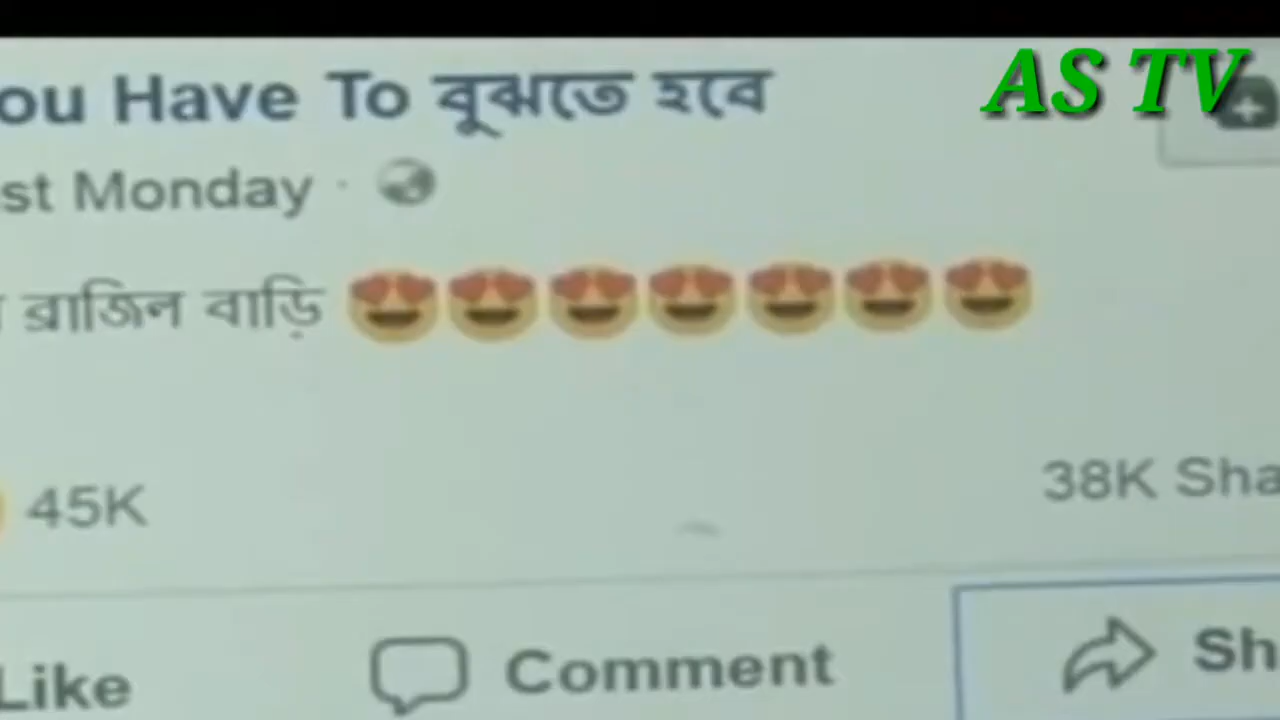 ou Have To বুঝতে হবে
AS TV
st Monday ·
ব্রাজিল বাড়ি 😍😍😍😍😍😍😍
45K
38K Sha
Like
Comment
Sh